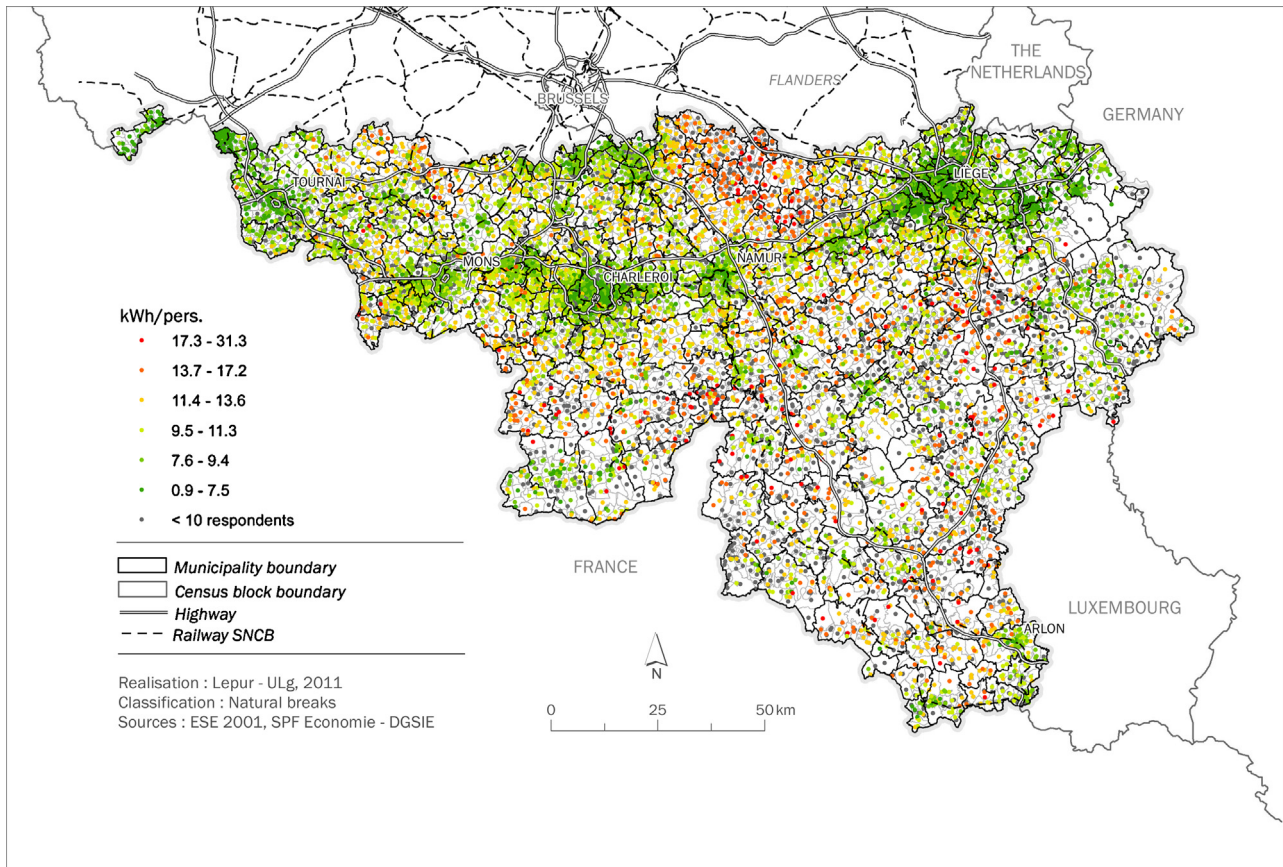 THE
NETHERLANDS
FLANDERS
BRUSSELS
GERMANY
LIÈGE
TOURNAI
MONS
NAMUR
CHARLEROI
kWh/pers.
17.3 - 31.3
13.7 - 17.2
11.4 - 13.6
9.5 - 11.3
7.6 - 9.4
0.9 - 7.5
< 10 respondents
Municipality boundary
Census block boundary
Highway
Railway SNCB
FRANCE
LUXEMBOURG
ARLON
N
Realisation : Lepur - ULg, 2011
Classification : Natural breaks
Sources : ESE 2001, SPF Economie - DGSIE
0 25 50 km